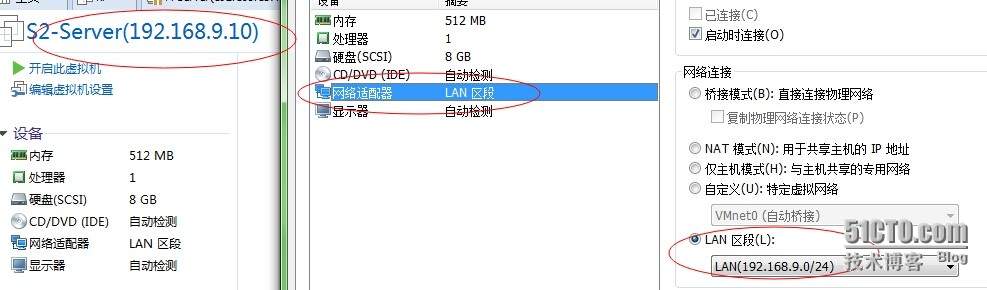 S2-Server(192.168.9.10)
开启此虚拟机
编辑虚拟机设置
设备
内存 512 MB
处理器 1
硬盘(SCSI) 8 GB
CD/DVD (IDE) 自动检测
网络适配器 LAN 区段
显示器 自动检测
设备 摘要
内存 512 MB
处理器 1
硬盘(SCSI) 8 GB
CD/DVD (IDE) 自动检测
网络适配器 LAN 区段
显示器 自动检测
已连接(C)
启动时连接(O)
网络连接
桥接模式(B): 直接连接物理网络
复制物理网络连接状态(P)
NAT 模式(N): 用于共享主机的 IP 地址
仅主机模式(H): 与主机共享的专用网络
自定义(U): 特定虚拟网络
VMnet0 (自动桥接)
LAN 区段(L):
LAN(192.168.9.0/24)
51CTO.com
技术博客 Blog